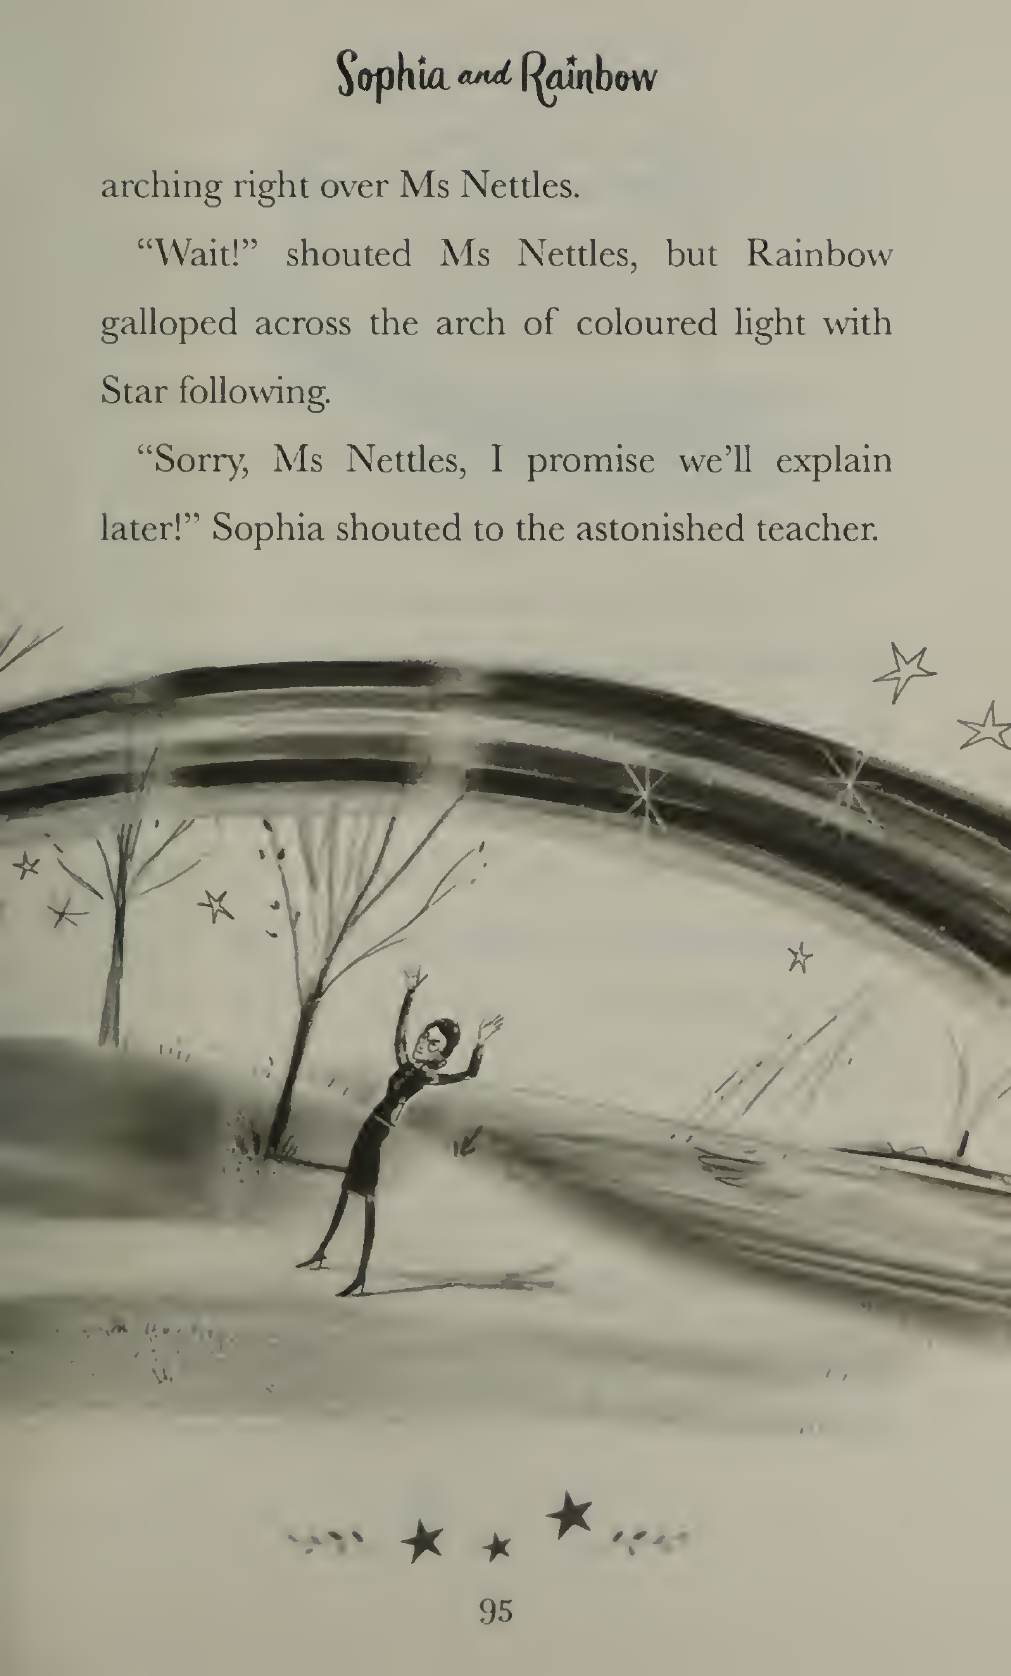 Sophia and Rainbow
arching right over Ms Nettles.
“Wait!” shouted Ms Nettles, but Rainbow
galloped across the arch of coloured light with
Star following.
“Sorry, Ms Nettles, I promise we’ll explain
later!” Sophia shouted to the astonished teacher.
95